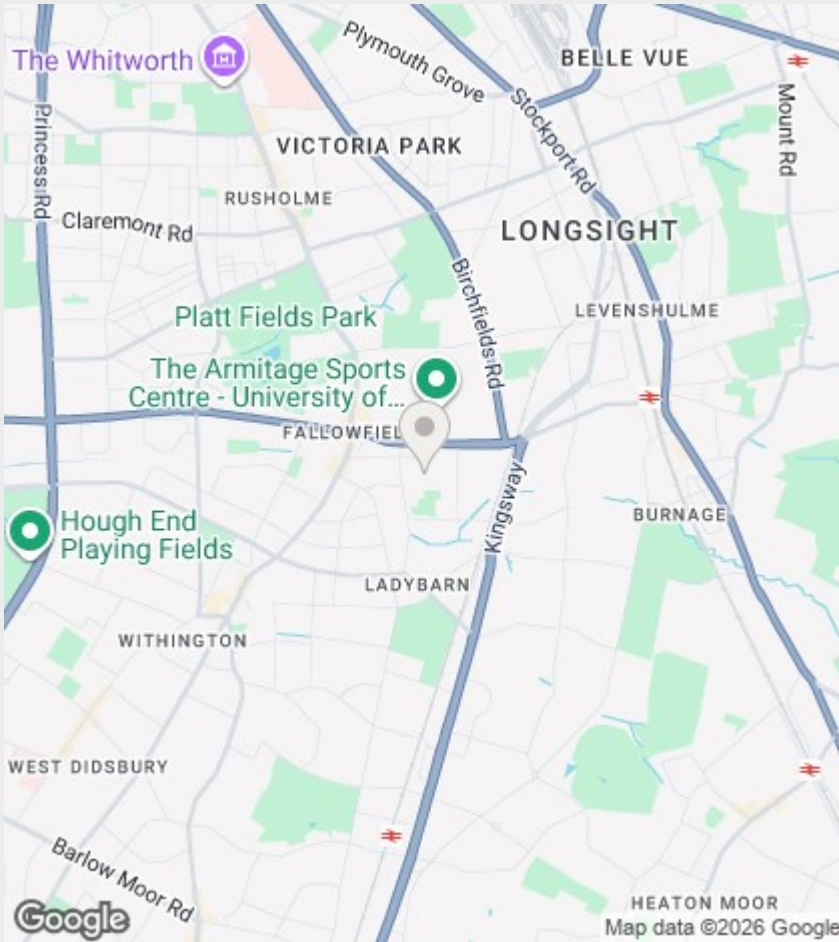 Plymouth Grove
BELLE VUE
The Whitworth
Princess Rd
Mount Rd
Stockport Rd
VICTORIA PARK
RUSHOLME
Claremont Rd
LONGSIGHT
Birchfields Rd
LEVENSHULME
Platt Fields Park
The Armitage Sports
Centre - University of...
FALLOWFIEL
Kingsway
Hough End
Playing Fields
BURNAGE
LADYBARN
WITHINGTON
WEST DIDSBURY
Barlow Moor Rd
HEATON MOOR
Google
Map data ©2026 Google